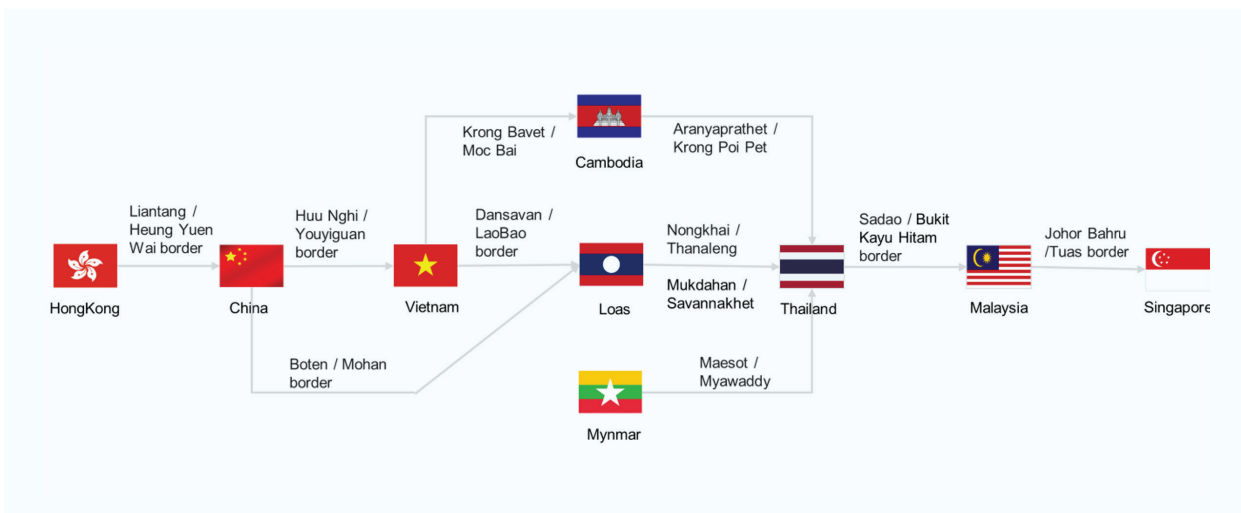 Krong Bavet /
Moc Bai
Cambodia
Aranyaprathet /
Krong Poi Pet
Liantang /
Heung Yuen
Wai border
HongKong
China
Huu Nghi /
Youyiguan
border
Vietnam
Dansavan /
LaoBao
border
Loas
Nongkhai /
Thanaleng
Mukdahan /
Savannakhet
Thailand
Sadao / Bukit
Kayu Hitam
border
Malaysia
Johor Bahru
/Tuas border
Singapore
Boten / Mohan
border
Maesot /
Myawaddy
Mynmar